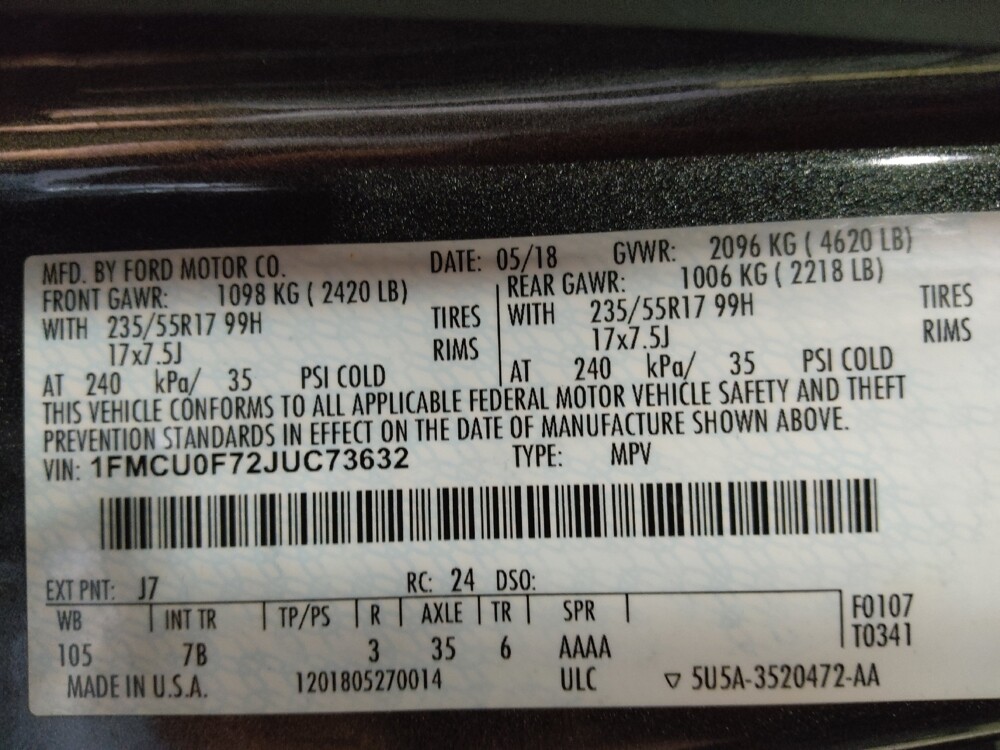 MFD. BY FORD MOTOR CO. DATE: 05/18 GVWR: 2096 KG ( 4620 LB)
FRONT GAWR: 1098 KG ( 2420 LB) REAR GAWR: 1006 KG ( 2218 LB)
WITH 235/55R17 99H TIRES WITH 235/55R17 99H TIRES
17x7.5J RIMS 17x7.5J RIMS
AT 240 kPa/ 35 PSI COLD AT 240 kPa/ 35 PSI COLD
THIS VEHICLE CONFORMS TO ALL APPLICABLE FEDERAL MOTOR VEHICLE SAFETY AND THEFT
PREVENTION STANDARDS IN EFFECT ON THE DATE OF MANUFACTURE SHOWN ABOVE.
VIN: 1FMCU0F72JUC73632 TYPE: MPV
EXT PNT: J7 RC: 24 DSO:
WB INT TR TP/PS R AXLE TR SPR F0107
T0341
105 7B 3 35 6 AAAA
MADE IN U.S.A. 1201805270014 ULC ▽ 5U5A-3520472-AA